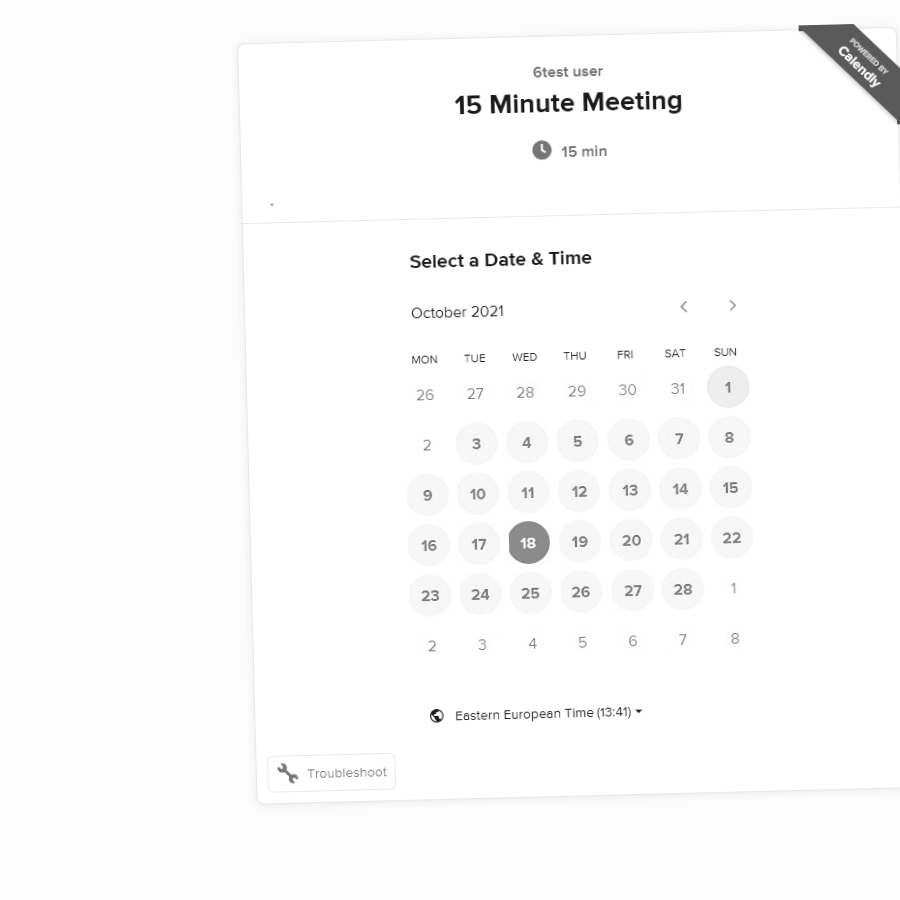 POWERED BY
Calendly
6test user
15 Minute Meeting
15 min
.
Select a Date & Time
October 2021
MON TUE WED THU FRI SAT SUN
26 27 28 29 30 31 1
2 3 4 5 6 7 8
9 10 11 12 13 14 15
16 17 18 19 20 21 22
23 24 25 26 27 28 1
2 3 4 5 6 7 8
Eastern European Time (13:41)
Troubleshoot